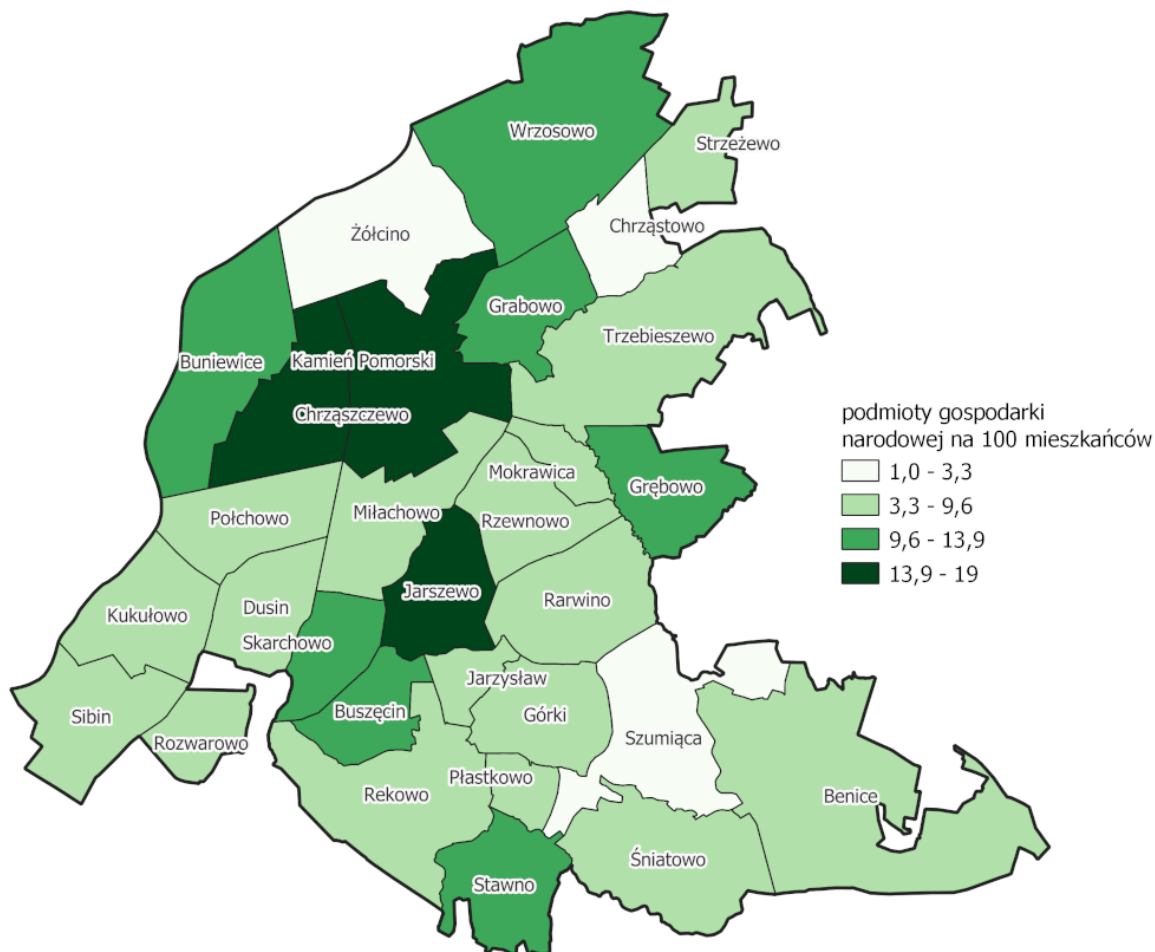 Wrzosowo
Strzeżewo
Chrząstowo
Żółcino
Grabowo
Trzebieszewo
Buniewice
Kamień Pomorski
Chrząszczewo
podmioty gospodarki
narodowej na 100 mieszkańców
1,0 - 3,3
3,3 - 9,6
9,6 - 13,9
13,9 - 19
Mokrawica
Grębowo
Połchowo
Miłachowo
Rzewnowo
Jarszewo
Rarwino
Kukułowo
Dusin
Skarchowo
Jarzysław
Sibin
Buszęcin
Górki
Rozwarowo
Szumiąca
Płastkowo
Rekowo
Benice
Śniatowo
Stawno